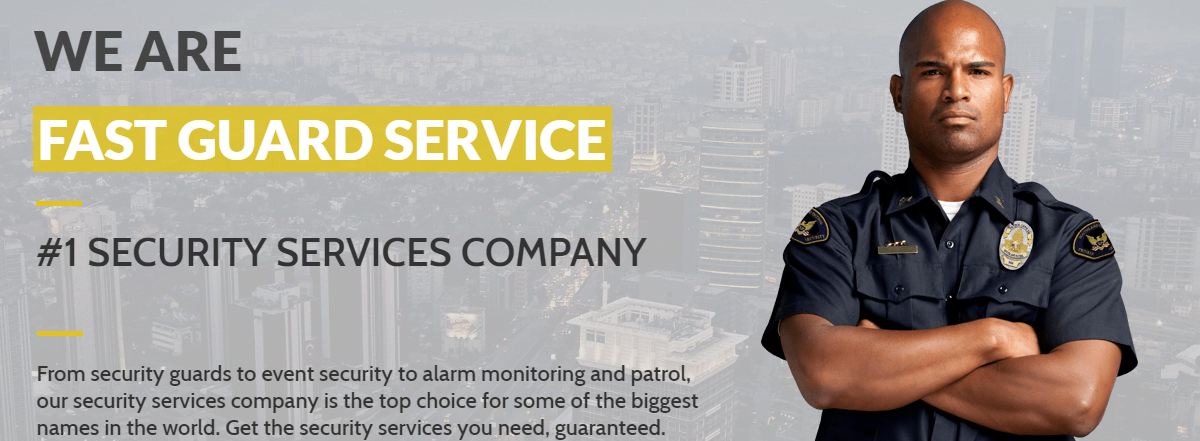 WE ARE
FAST GUARD SERVICE
#1 SECURITY SERVICES COMPANY
From security guards to event security to alarm monitoring and patrol,
our security services company is the top choice for some of the biggest
names in the world. Get the security services you need, guaranteed.
SECURITY